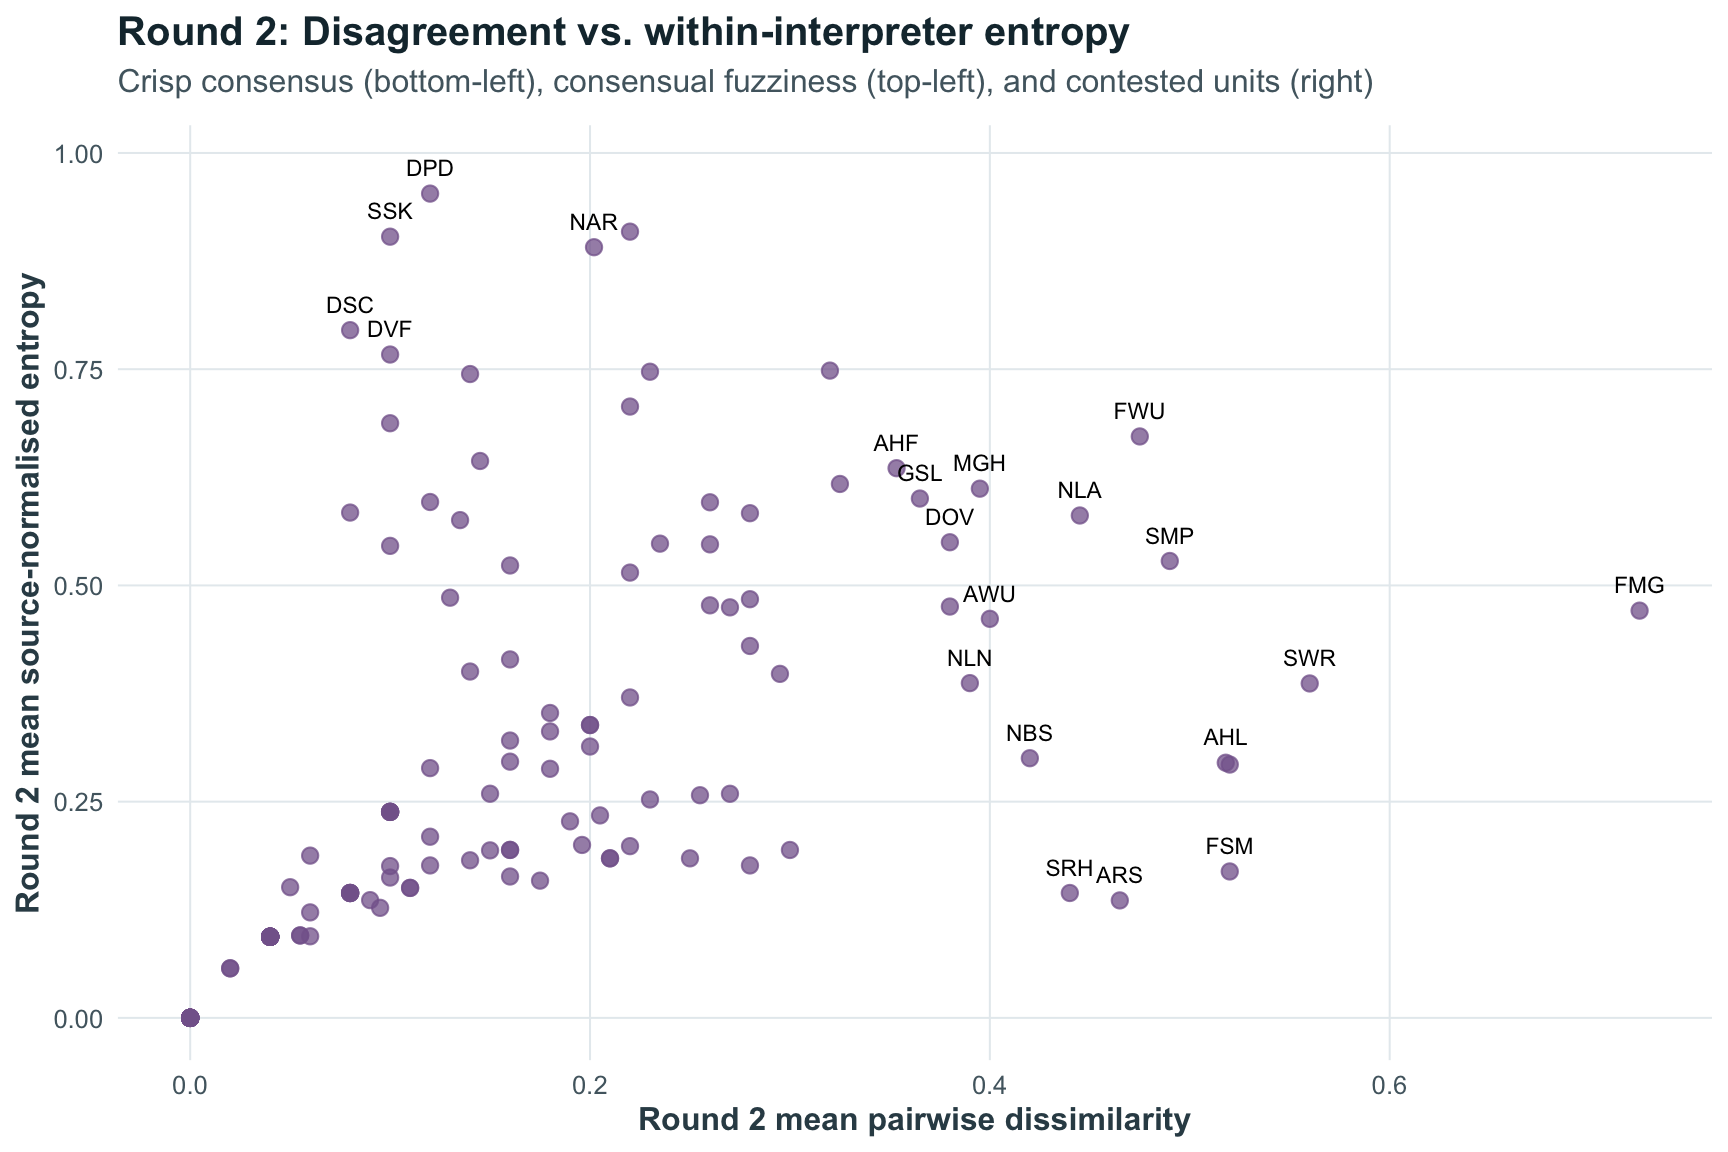 Round 2: Disagreement vs. within-interpreter entropy
Crisp consensus (bottom-left), consensual fuzziness (top-left), and contested units (right)
Round 2 mean source-normalised entropy
1.00
0.75
0.50
0.25
0.00
DPD
SSK
NAR
DSC
DVF
FWU
AHF
GSL
MGH
NLA
DOV
SMP
FMG
AWU
NLN
SWR
NBS
AHL
FSM
SRH
ARS
0.0
0.2
0.4
0.6
Round 2 mean pairwise dissimilarity